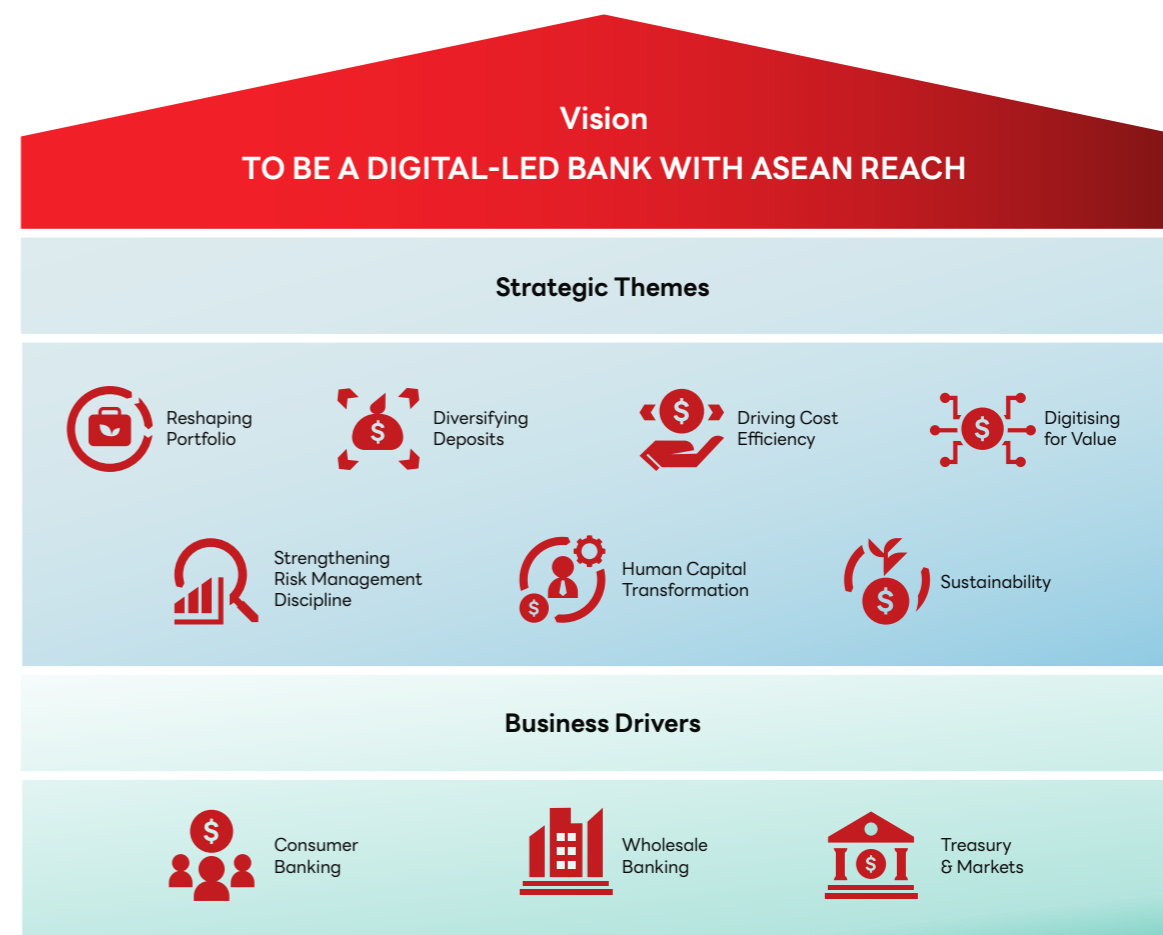 Vision
TO BE A DIGITAL-LED BANK WITH ASEAN REACH
Strategic Themes
Reshaping
Portfolio
Diversifying
Deposits
Driving Cost
Efficiency
Digitising
for Value
Strengthening
Risk Management
Discipline
Human Capital
Transformation
Sustainability
Business Drivers
Consumer
Banking
Wholesale
Banking
Treasury
& Markets